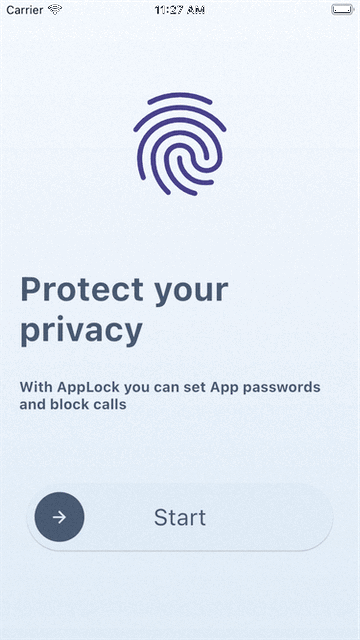 Carrier 11:27 AM
Protect your
privacy
With AppLock you can set App passwords
and block calls
Start